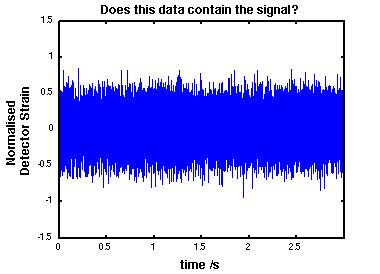 Does this data contain the signal?
1.5
1
0.5
0
-0.5
-1
-1.5
Normalised
Detector Strain
0 0.5 1 1.5 2 2.5
time /s